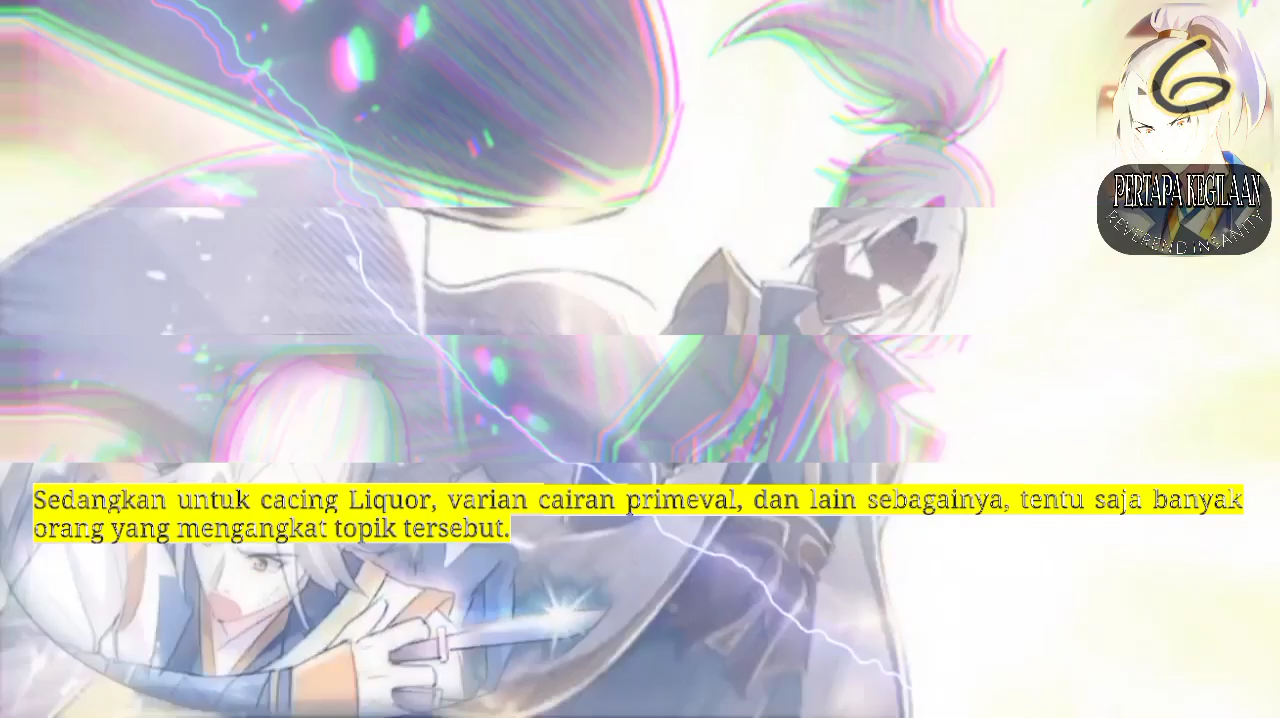 6
PERTAPA KEGILAAN
REVEREND INSANITY
Sedangkan untuk cacing Liquor, varian cairan primeval, dan lain sebagainya, tentu saja banyak
orang yang mengangkat topik tersebut.